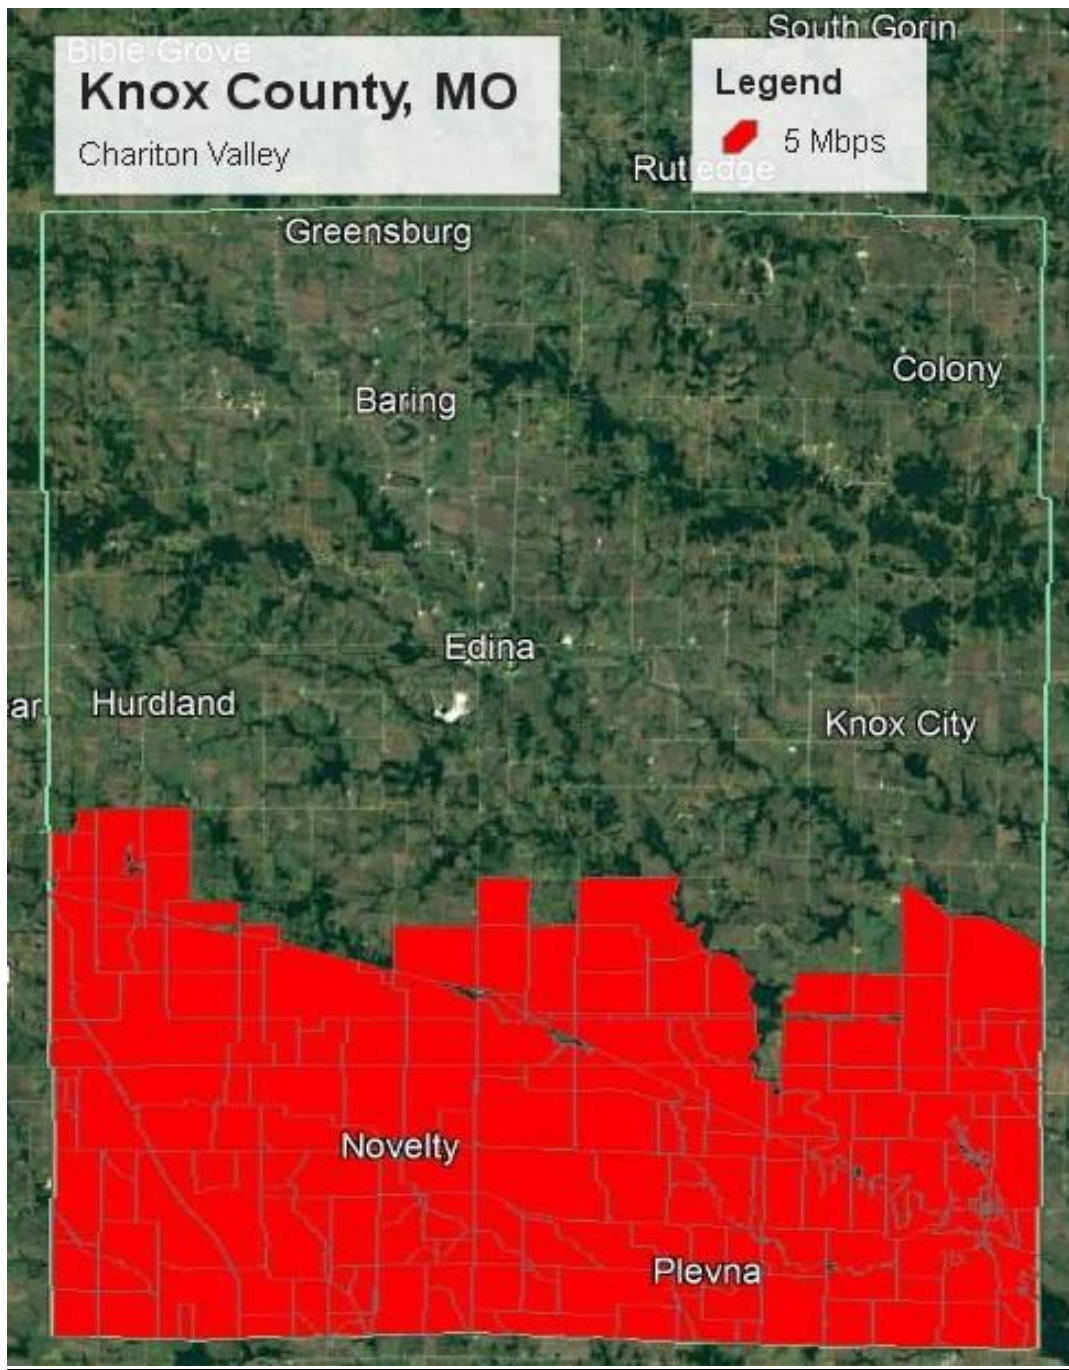 Bible Grove
South Gorin
Knox County, MO
Legend
Chariton Valley
5 Mbps
Rutledge
Greensburg
Colony
Baring
Edina
ar
Hurdland
Knox City
Novelty
Plevna